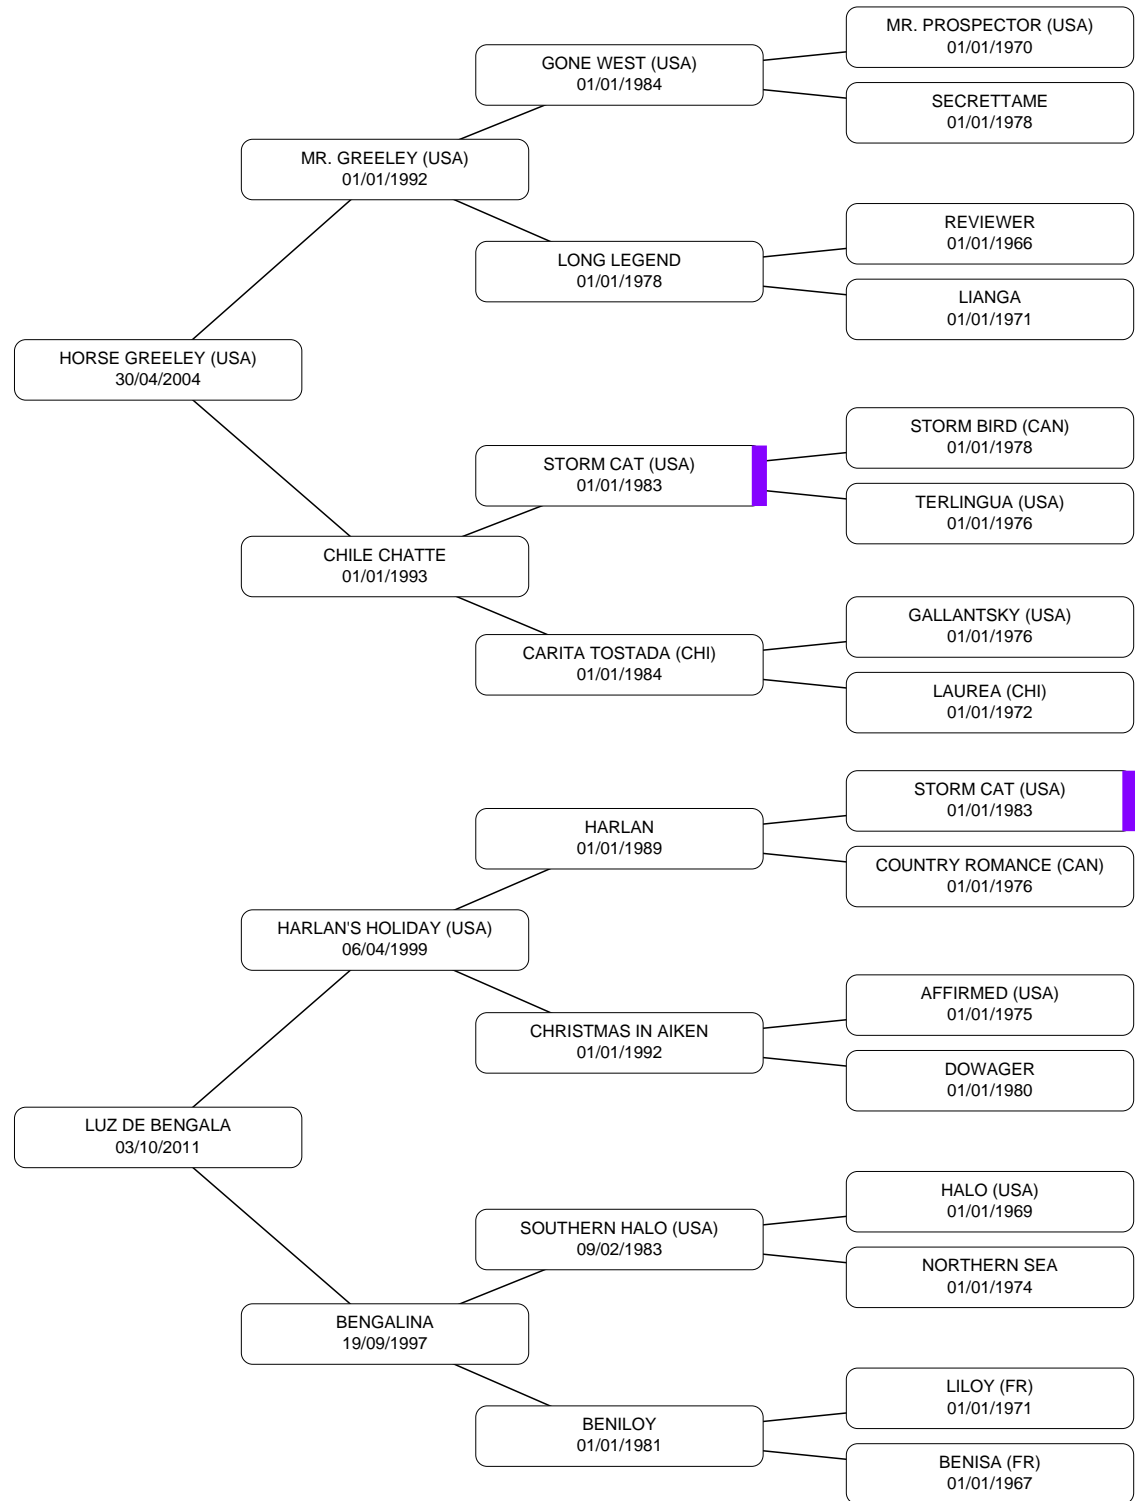 MR. PROSPECTOR (USA)
01/01/1970
GONE WEST (USA)
01/01/1984
SECRETTAME
01/01/1978
MR. GREELEY (USA)
01/01/1992
REVIEWER
01/01/1966
LONG LEGEND
01/01/1978
LIANGA
01/01/1971
HORSE GREELEY (USA)
30/04/2004
STORM BIRD (CAN)
01/01/1978
STORM CAT (USA)
01/01/1983
TERLINGUA (USA)
01/01/1976
CHILE CHATTE
01/01/1993
GALLANTSKY (USA)
01/01/1976
CARITA TOSTADA (CHI)
01/01/1984
LAUREA (CHI)
01/01/1972
STORM CAT (USA)
01/01/1983
HARLAN
01/01/1989
COUNTRY ROMANCE (CAN)
01/01/1976
HARLAN'S HOLIDAY (USA)
06/04/1999
AFFIRMED (USA)
01/01/1975
CHRISTMAS IN AIKEN
01/01/1992
DOWAGER
01/01/1980
LUZ DE BENGALA
03/10/2011
HALO (USA)
01/01/1969
SOUTHERN HALO (USA)
09/02/1983
NORTHERN SEA
01/01/1974
BENGALINA
19/09/1997
LILOY (FR)
01/01/1971
BENILOY
01/01/1981
BENISA (FR)
01/01/1967